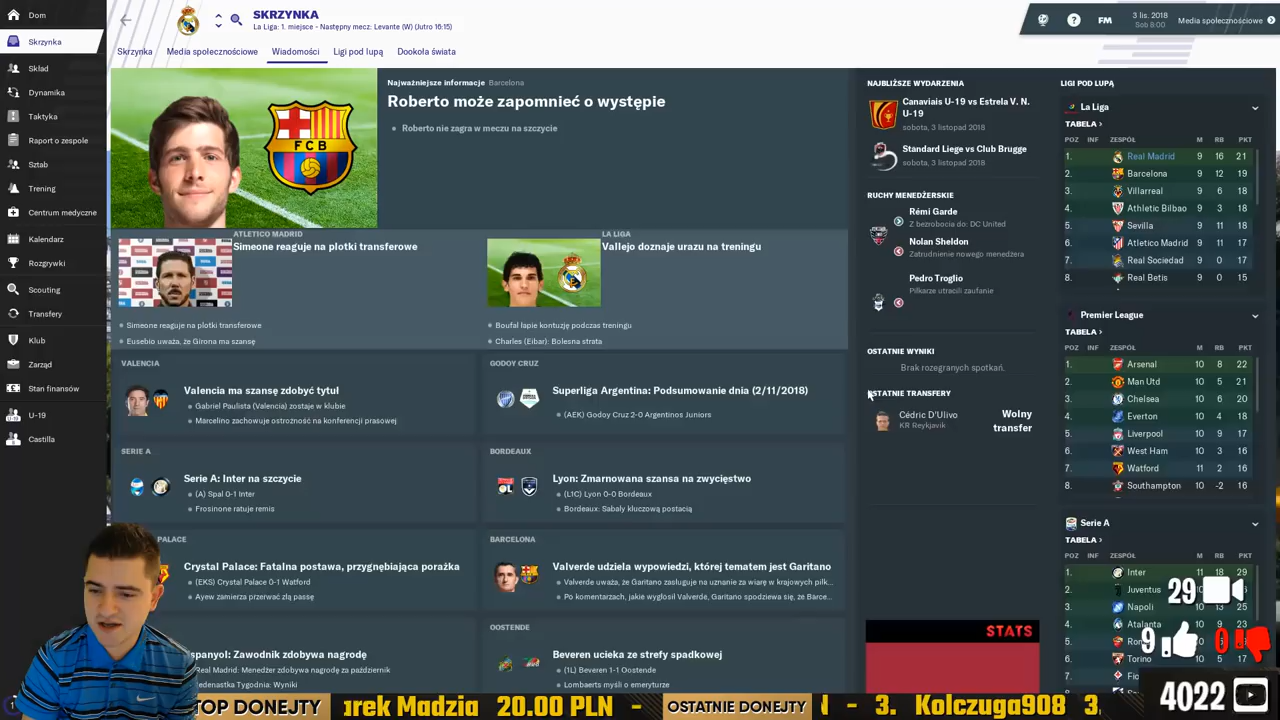 Dom
Skrzynka
Skład
Dynamika
Taktyka
Raport o zespole
Sztab
Trening
Centrum medyczne
Kalendarz
Rozgrywki
Scouting
Transfery
Klub
Zarząd
Stan finansów
U-19
Castilla
SKRZYNKA
La Liga: 1. miejsce - Następny mecz: Levante (W) (Jutro 16:15)
FM
3 lis. 2018
Sob 8:00
Media społecznościowe
Skrzynka
Media społecznościowe
Wiadomości
Ligi pod lupą
Dookoła świata
Najważniejsze informacje Barcelona
Roberto może zapomnieć o występie
Roberto nie zagra w meczu na szczycie
FCB
ATLETICO MADRID
Simeone reaguje na plotki transferowe
Simeone reaguje na plotki transferowe
Eusebio uważa, że Girona ma szansę
LA LIGA
Vallejo doznaje urazu na treningu
Boufal łapie kontuzję podczas treningu
Charles (Eibar): Bolesna strata
VALENCIA
Valencia ma szansę zdobyć tytuł
Gabriel Paulista (Valencia) zostaje w klubie
Marcelino zachowuje ostrożność na konferencji prasowej
GODOY CRUZ
Superliga Argentina: Podsumowanie dnia (2/11/2018)
(AEK) Godoy Cruz 2-0 Argentinos Juniors
SERIE A
Serie A: Inter na szczycie
(A) Spal 0-1 Inter
Frosinone ratuje remis
BORDEAUX
Lyon: Zmarnowana szansa na zwycięstwo
(L1C) Lyon 0-0 Bordeaux
Bordeaux: Sabaly kluczową postacią
PALACE
Crystal Palace: Fatalna postawa, przygnębiająca porażka
(EKS) Crystal Palace 0-1 Watford
Ayew zamierza przerwać złą passę
BARCELONA
Valverde udziela wypowiedzi, której tematem jest Garitano
Valverde uważa, że Garitano zasługuje na uznanie za wiarę w krajowych piłk...
Po komentarzach, jakie wygłosił Valverde, Garitano spodziewa się, że Barce...
spanyol: Zawodnik zdobywa nagrodę
Real Madrid: Menedżer zdobywa nagrodę za październik
Jedenastka Tygodnia: Wyniki
OOSTENDE
Beveren ucieka ze strefy spadkowej
(1L) Beveren 1-1 Oostende
Lombaerts myśli o emeryturze
NAJBLIŻSZE WYDARZENIA
Canaviais U-19 vs Estrela V. N. U-19
sobota, 3 listopad 2018
Standard Liege vs Club Brugge
sobota, 3 listopad 2018
RUCHY MENEDŻERSKIE
Rémi Garde
Z bezrobocia do: DC United
Nolan Sheldon
Zatrudnienie nowego menedżera
Pedro Troglio
Piłkarze utracili zaufanie
OSTATNIE WYNIKI
Brak rozegranych spotkań.
OSTATNIE TRANSFERY
Cédric D'Ulivo
KR Reykjavik
Wolny transfer
STATS
LIGI POD LUPĄ
La Liga
TABELA >
POZ INF ZESPÓŁ M RB PKT
1. Real Madrid 9 16 21
2. Barcelona 9 12 19
3. Villarreal 9 6 18
4. Athletic Bilbao 9 3 18
5. Sevilla 9 11 18
6. Atletico Madrid 9 11 17
7. Real Sociedad 9 0 17
8. Real Betis 9 0 15
Premier League
TABELA >
POZ INF ZESPÓŁ M RB PKT
1. Arsenal 10 8 22
2. Man Utd 10 5 21
3. Chelsea 10 6 20
4. Everton 10 4 18
5. Liverpool 10 9 17
6. West Ham 10 3 16
7. Watford 11 2 16
8. Southampton 10 -2 16
Serie A
TABELA >
POZ INF ZESPÓŁ M RB PKT
1. Inter 11 18 29
2. Juventus
3. Napoli 10 13 25
4. Atalanta 10 9 23
5.
6. Torino
7.
29
9
0
4022
TOP DONEJTY
arek Madzia 20.00 PLN -
OSTATNIE DONEJTY
- 3. Kolczuga908 3